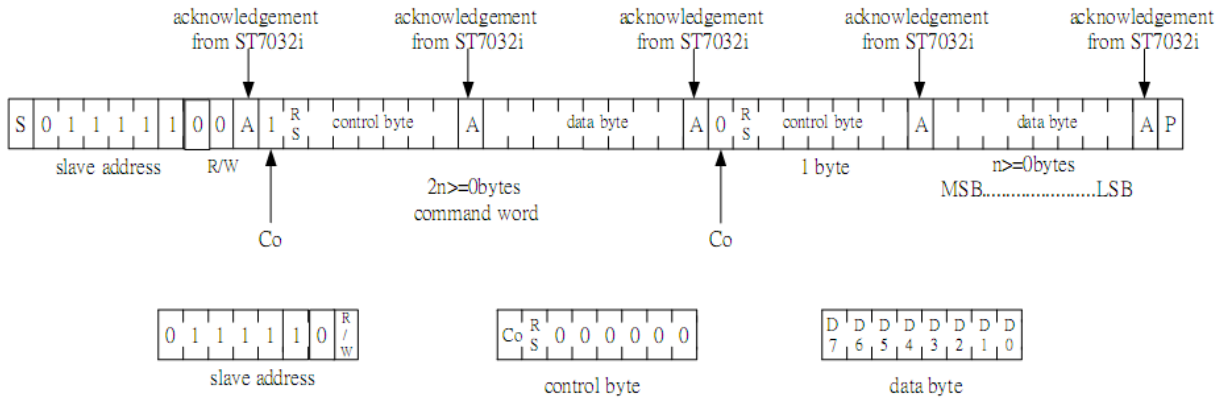 acknowledgement acknowledgement acknowledgement acknowledgement acknowledgement
from ST7032i from ST7032i from ST7032i from ST7032i from ST7032i
S 0 1 1 1 1 1 0 0 A 1 RS control byte A data byte A 0 RS control byte A data byte A P
slave address R/W 1 byte n>=0bytes
2n>=0bytes MSB......................LSB
command word
Co Co
0 1 1 1 1 1 0 R/W Co RS 0 0 0 0 0 0 D7 D6 D5 D4 D3 D2 D1 D0
slave address control byte data byte